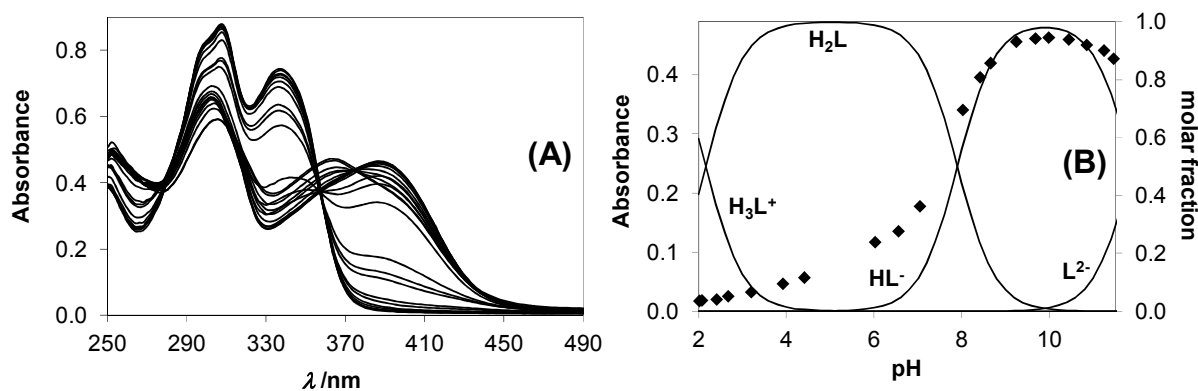 0.8
0.6
0.4
0.2
0.0
Absorbance
250 290 330 370 410 450 490
λ /nm
(A)
(B)
0.4
0.3
0.2
0.1
0.0
Absorbance
1.0
0.8
0.6
0.4
0.2
0.0
molar fraction
H₂L
H₃L⁺
HL⁻
L²⁻
2 4 6 8 10
pH